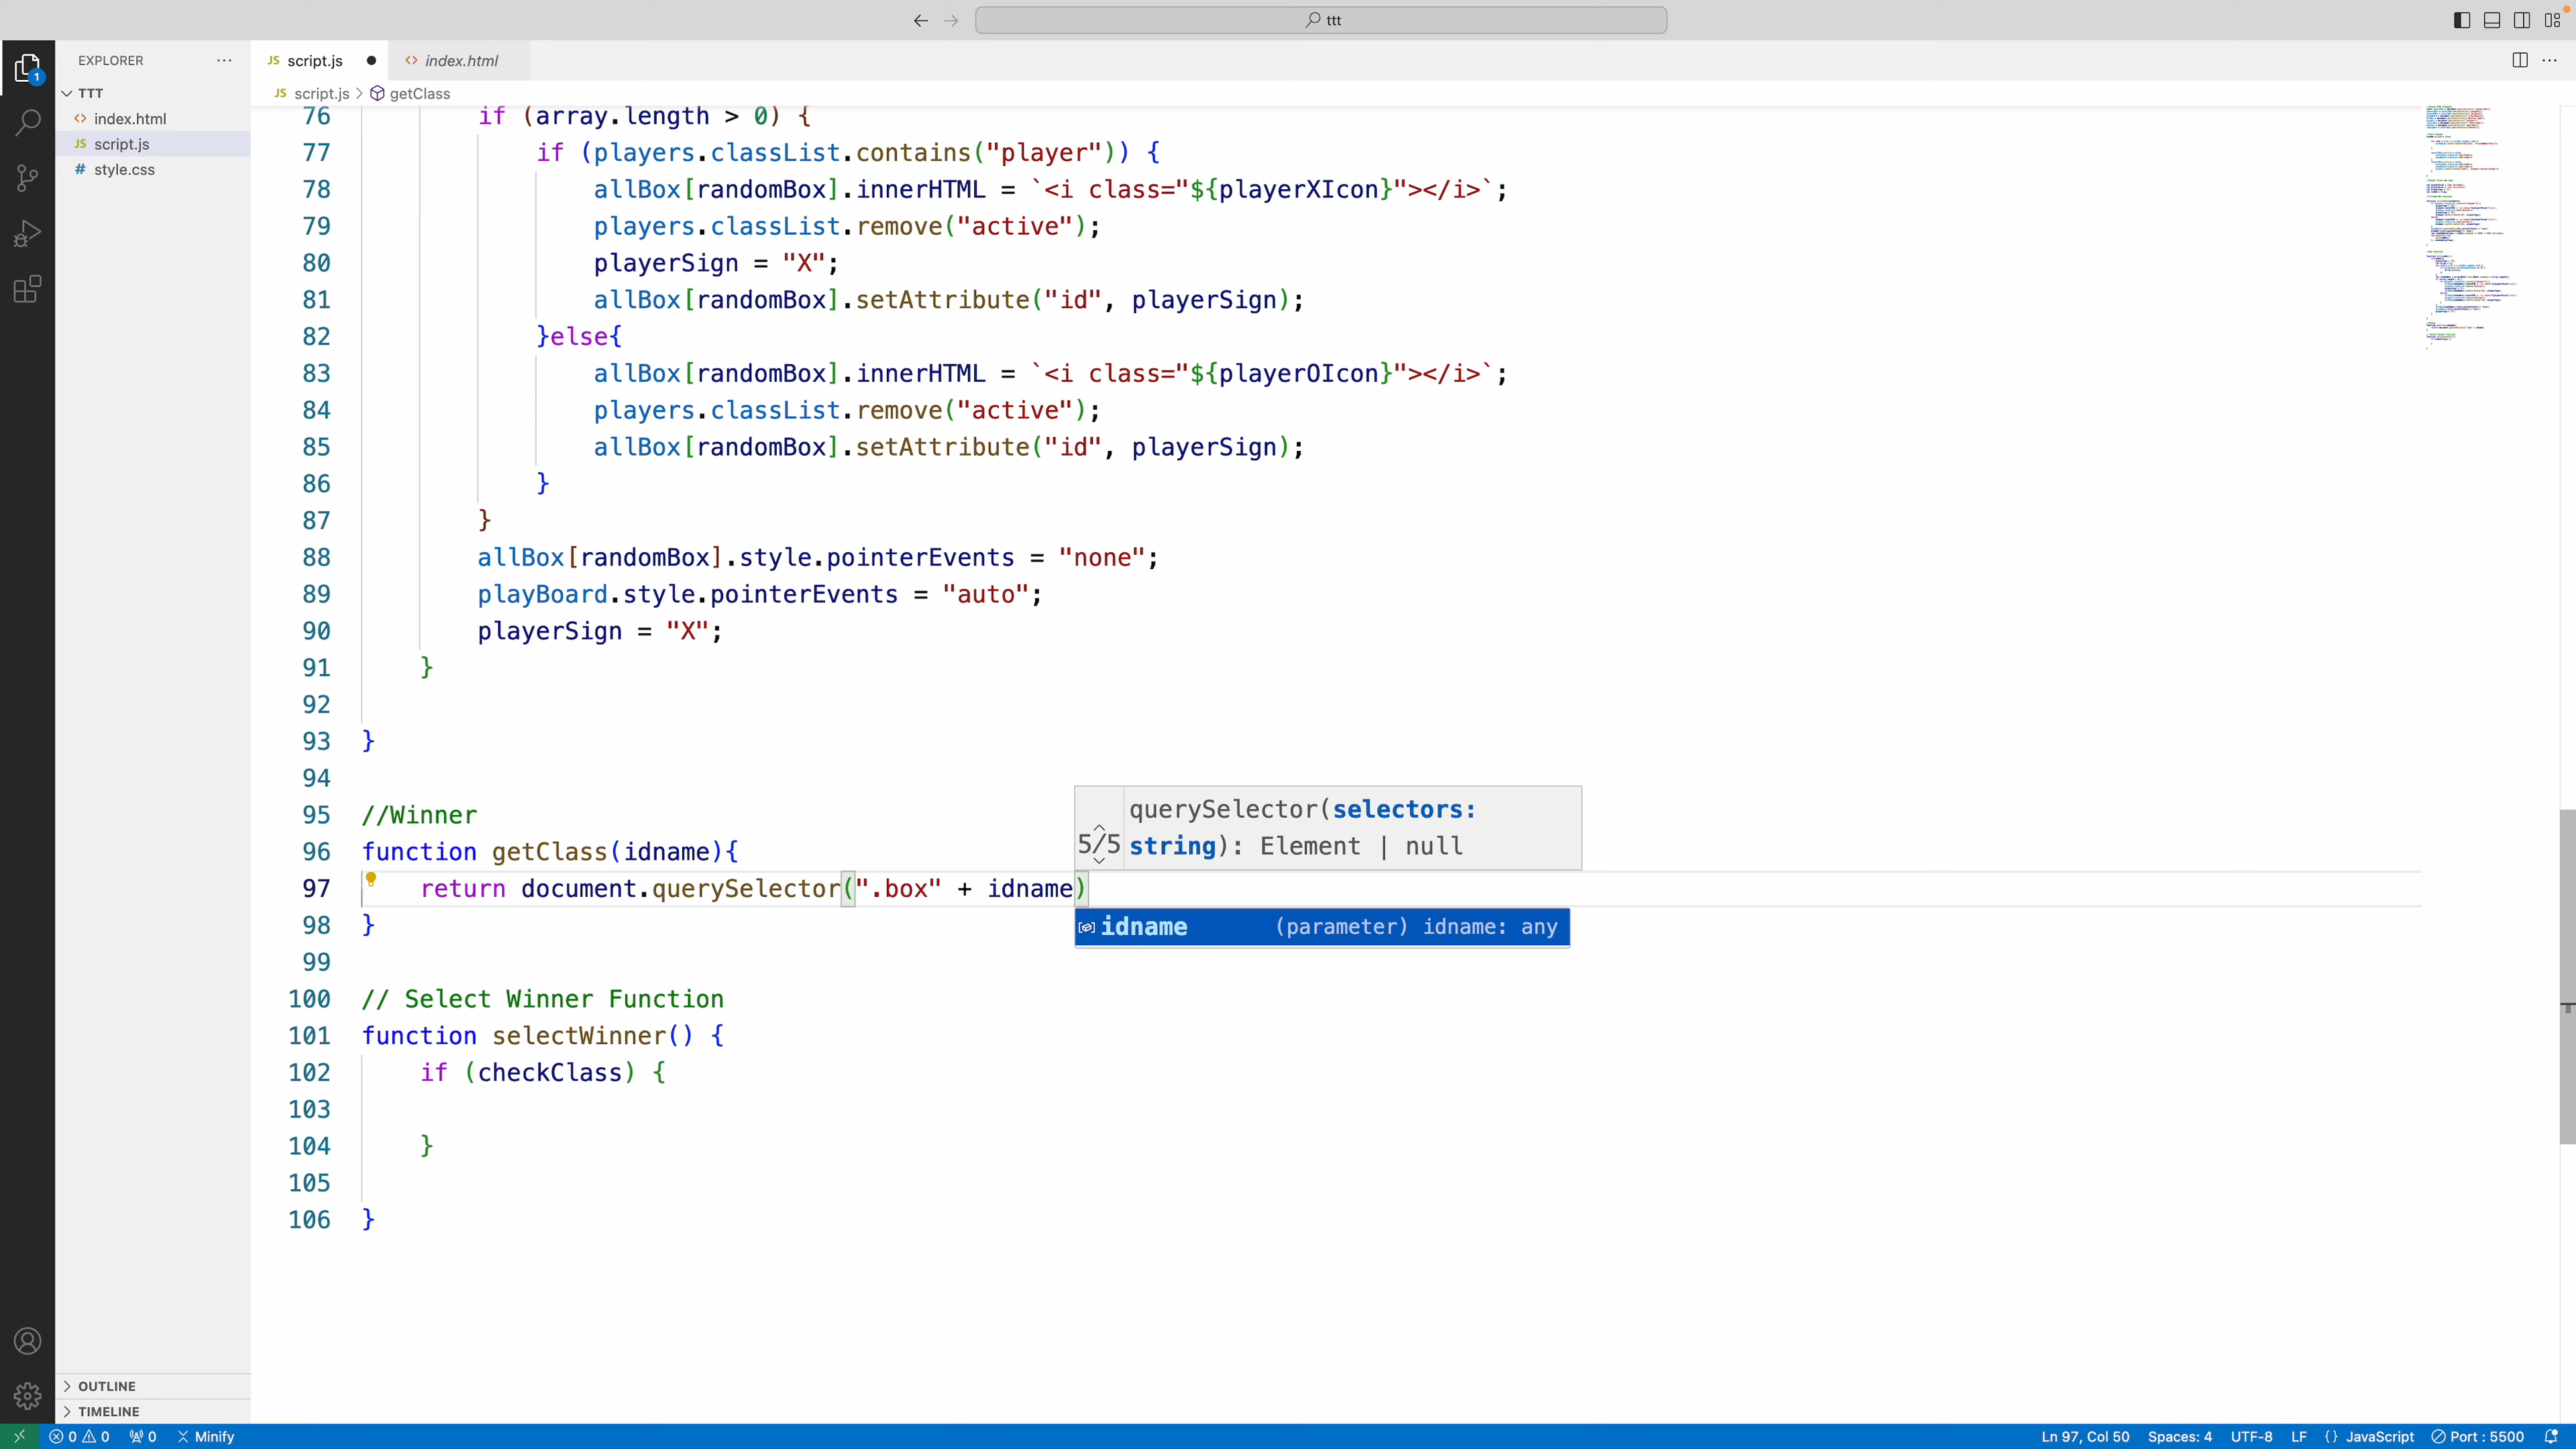 ttt
EXPLORER
TTT
index.html
script.js
style.css
OUTLINE
TIMELINE
1
JS script.js
index.html
JS script.js > getClass
76 if (array.length > 0) {
77 if (players.classList.contains("player")) {
78 allBox[randomBox].innerHTML = `<i class="${playerXIcon}"></i>`;
79 players.classList.remove("active");
80 playerSign = "X";
81 allBox[randomBox].setAttribute("id", playerSign);
82 }else{
83 allBox[randomBox].innerHTML = `<i class="${playerOIcon}"></i>`;
84 players.classList.remove("active");
85 allBox[randomBox].setAttribute("id", playerSign);
86 }
87 }
88 allBox[randomBox].style.pointerEvents = "none";
89 playBoard.style.pointerEvents = "auto";
90 playerSign = "X";
91 }
92
93 }
94
95 //Winner
96 function getClass(idname){
97 return document.querySelector(".box" + idname)
98 }
99
100 // Select Winner Function
101 function selectWinner() {
102 if (checkClass) {
103
104 }
105
106 }
5/5 querySelector(selectors:
string): Element | null
idname (parameter) idname: any
0 0 0 Minify
Ln 97, Col 50 Spaces: 4 UTF-8 LF {} JavaScript Port : 5500